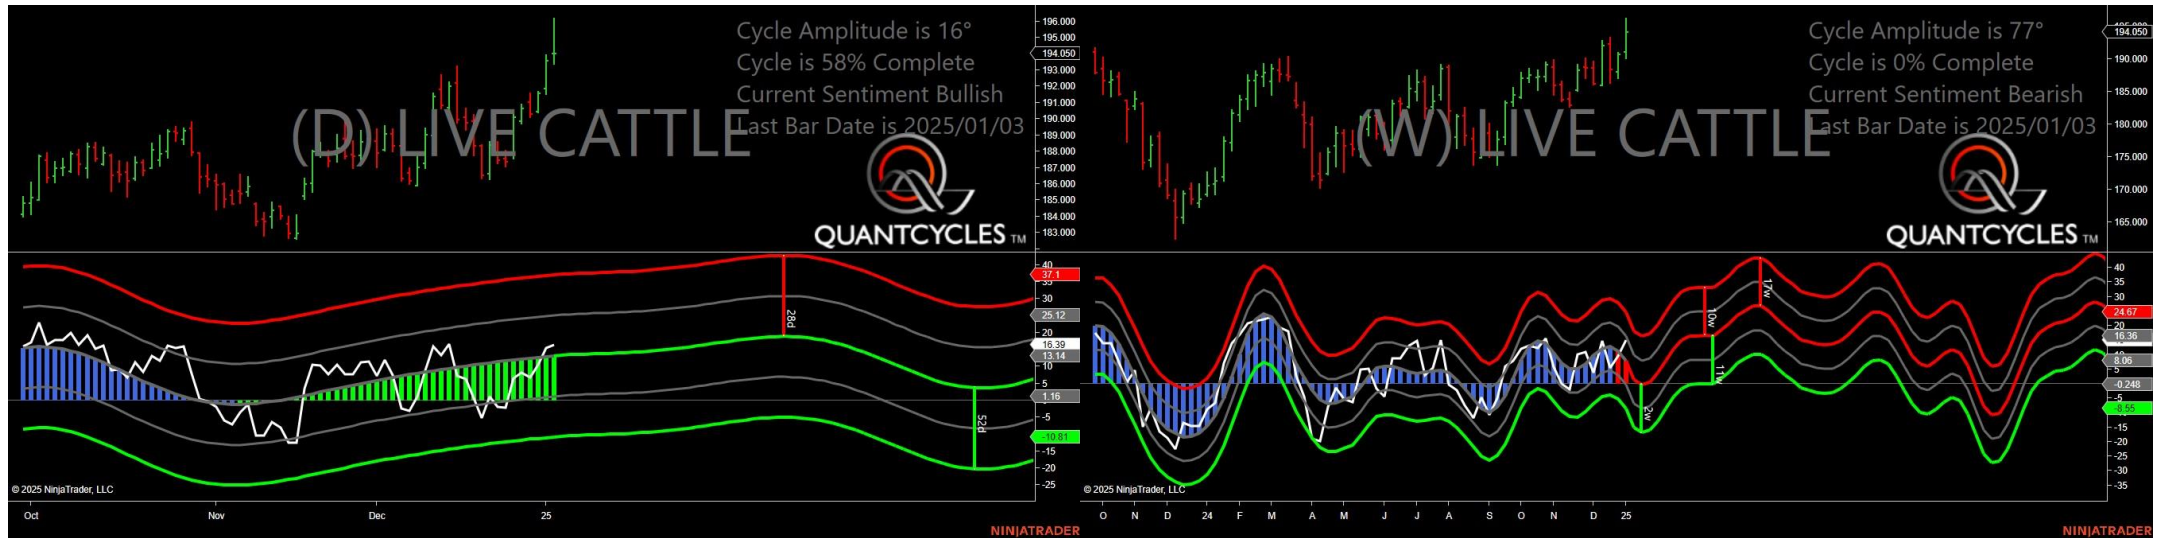 Cycle Amplitude is 16°
Cycle is 58% Complete
Current Sentiment Bullish
Last Bar Date is 2025/01/03
(D) LIVE CATTLE
QUANTCYCLES TM
196.000
195.000
194.050
193.000
192.000
191.000
190.000
189.000
188.000
187.000
186.000
185.000
184.000
183.000
40
37.1
35
30
25.12
20
16.39
13.14
10
5
1.16
-5
-10.81
-15
-20
-25
28d
52d
© 2025 NinjaTrader, LLC
Oct Nov Dec 25
NINJATRADER
Cycle Amplitude is 77°
Cycle is 0% Complete
Current Sentiment Bearish
Last Bar Date is 2025/01/03
(W) LIVE CATTLE
QUANTCYCLES TM
194.050
190.000
185.000
180.000
175.000
170.000
165.000
40
35
30
24.67
20
16.36
8.06
5
-0.248
-5
-8.55
-15
-20
-25
-30
-35
17w
10w
11w
2w
© 2025 NinjaTrader, LLC
O N D 24 F M A M J J A S O N D 25
NINJATRADER